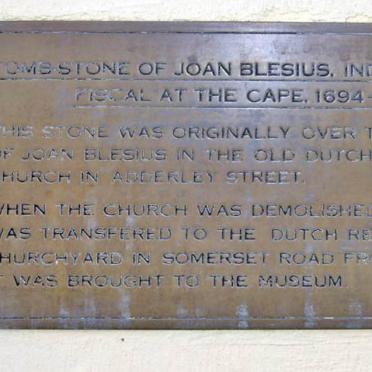 TOMB-STONE OF JOAN BLESIUS, IND
FISCAL AT THE CAPE, 1694-
THIS STONE WAS ORIGINALLY OVER T
OF JOAN BLESIUS IN THE OLD DUTCH
CHURCH IN ADDERLEY STREET.
WHEN THE CHURCH WAS DEMOLISHED
WAS TRANSFERED TO THE DUTCH RE
CHURCHYARD IN SOMERSET ROAD FR
T WAS BROUGHT TO THE MUSEUM.